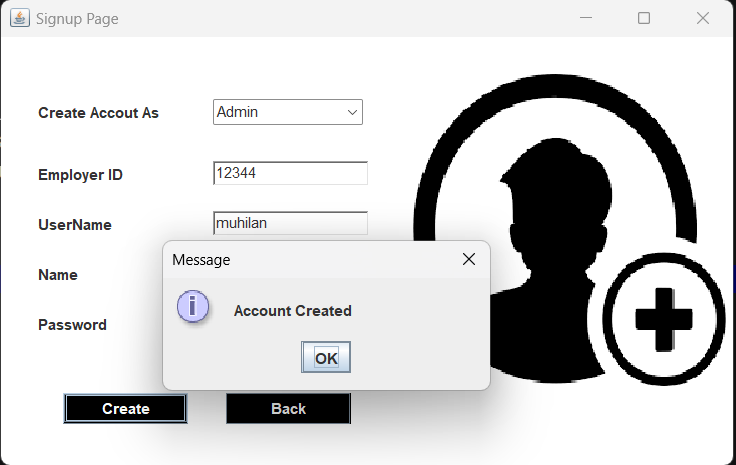 Signup Page
Create Accout As
Admin
Employer ID
12344
UserName
muhilan
Name
Password
Message
Account Created
OK
Create
Back